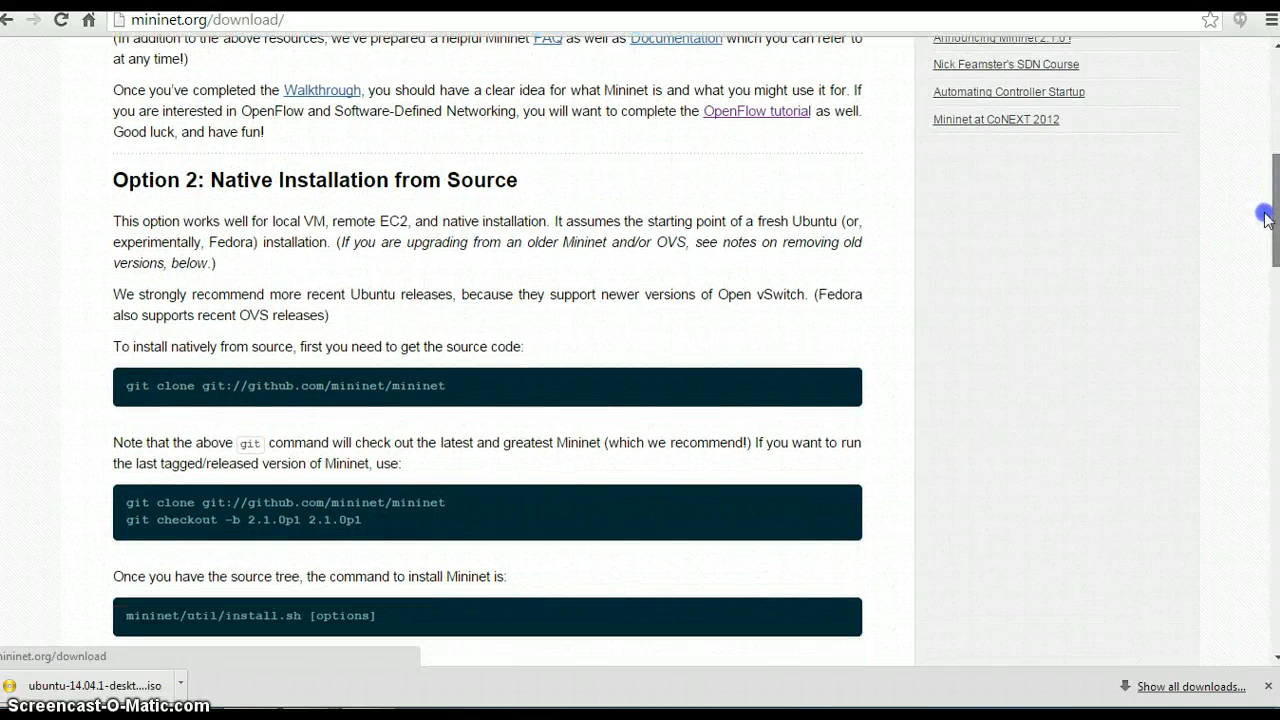 mininet.org/download/
(In addition to the above resources, we've prepared a helpful Mininet FAQ as well as Documentation which you can refer to
at any time!)
Once you've completed the Walkthrough, you should have a clear idea for what Mininet is and what you might use it for. If
you are interested in OpenFlow and Software-Defined Networking, you will want to complete the OpenFlow tutorial as well.
Good luck, and have fun!
Option 2: Native Installation from Source
This option works well for local VM, remote EC2, and native installation. It assumes the starting point of a fresh Ubuntu (or,
experimentally, Fedora) installation. (If you are upgrading from an older Mininet and/or OVS, see notes on removing old
versions, below.)
We strongly recommend more recent Ubuntu releases, because they support newer versions of Open vSwitch. (Fedora
also supports recent OVS releases)
To install natively from source, first you need to get the source code:
git clone git://github.com/mininet/mininet
Note that the above git command will check out the latest and greatest Mininet (which we recommend!) If you want to run
the last tagged/released version of Mininet, use:
git clone git://github.com/mininet/mininet
git checkout -b 2.1.0p1 2.1.0p1
Once you have the source tree, the command to install Mininet is:
mininet/util/install.sh [options]
Announcing Mininet 2.1.0!
Nick Feamster's SDN Course
Automating Controller Startup
Mininet at CoNEXT 2012
mininet.org/download
ubuntu-14.04.1-deskt....iso
Show all downloads...
Screencast-O-Matic.com